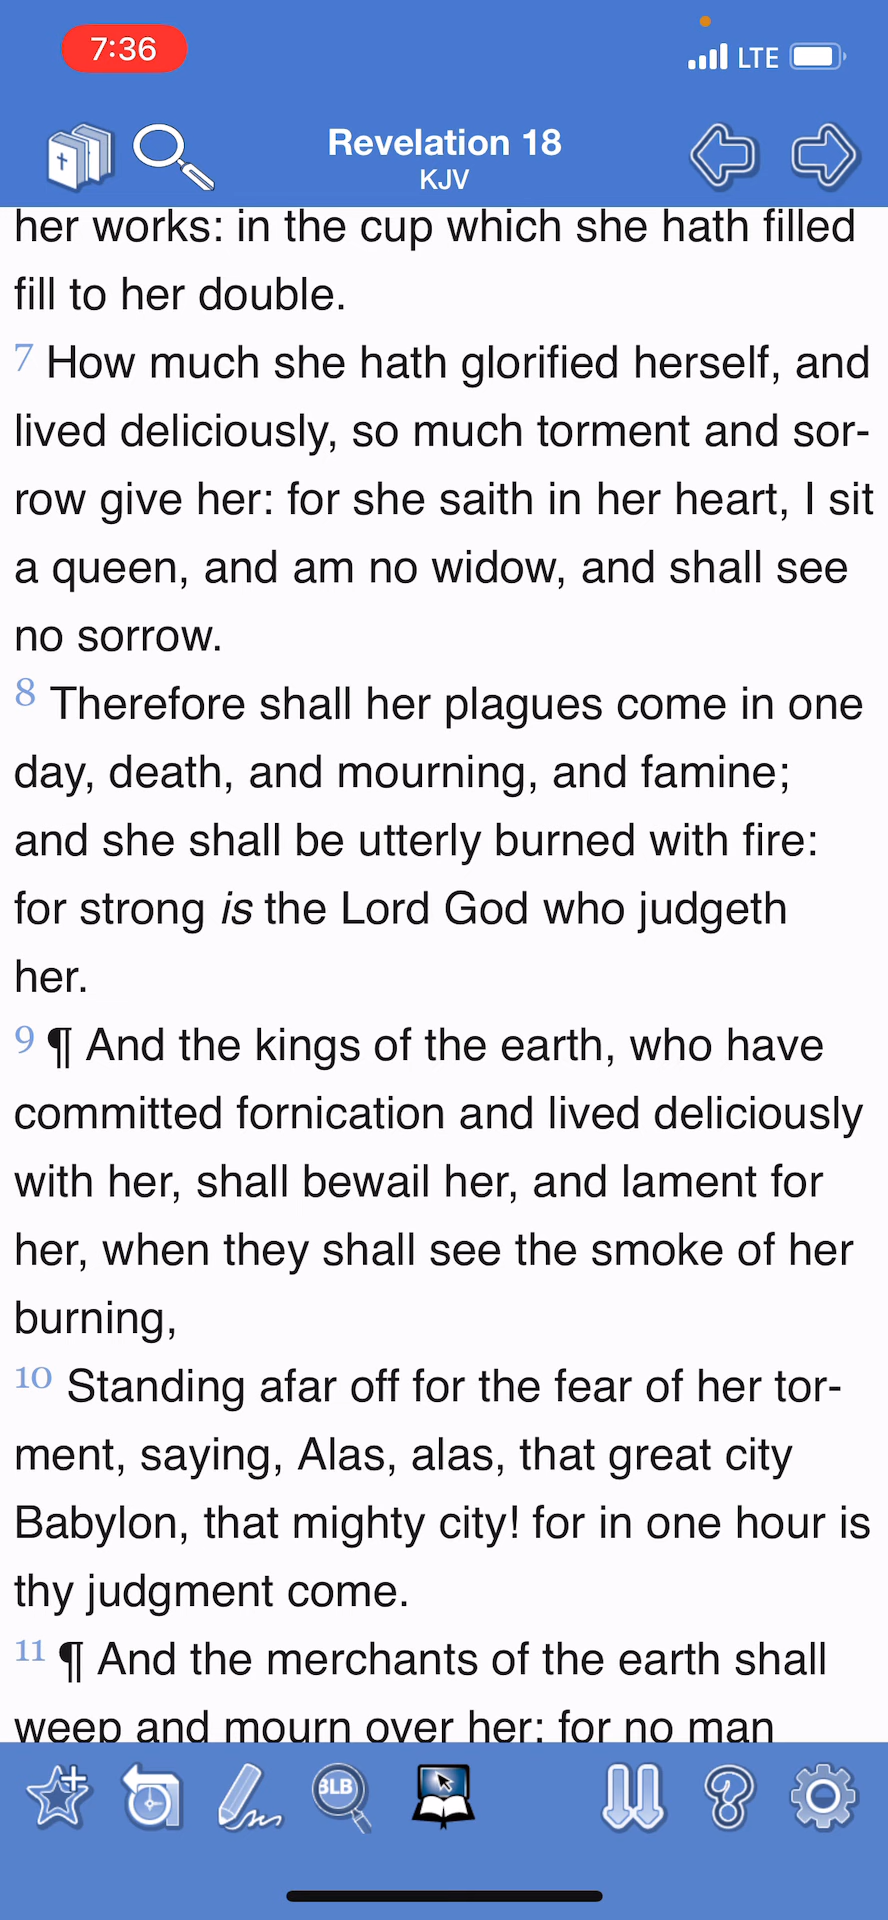 7:36
LTE
Revelation 18
KJV
her works: in the cup which she hath filled
fill to her double.
7 How much she hath glorified herself, and
lived deliciously, so much torment and sor-
row give her: for she saith in her heart, I sit
a queen, and am no widow, and shall see
no sorrow.
8 Therefore shall her plagues come in one
day, death, and mourning, and famine;
and she shall be utterly burned with fire:
for strong is the Lord God who judgeth
her.
9 ¶ And the kings of the earth, who have
committed fornication and lived deliciously
with her, shall bewail her, and lament for
her, when they shall see the smoke of her
burning,
10 Standing afar off for the fear of her tor-
ment, saying, Alas, alas, that great city
Babylon, that mighty city! for in one hour is
thy judgment come.
11 ¶ And the merchants of the earth shall
weep and mourn over her; for no man
BLB